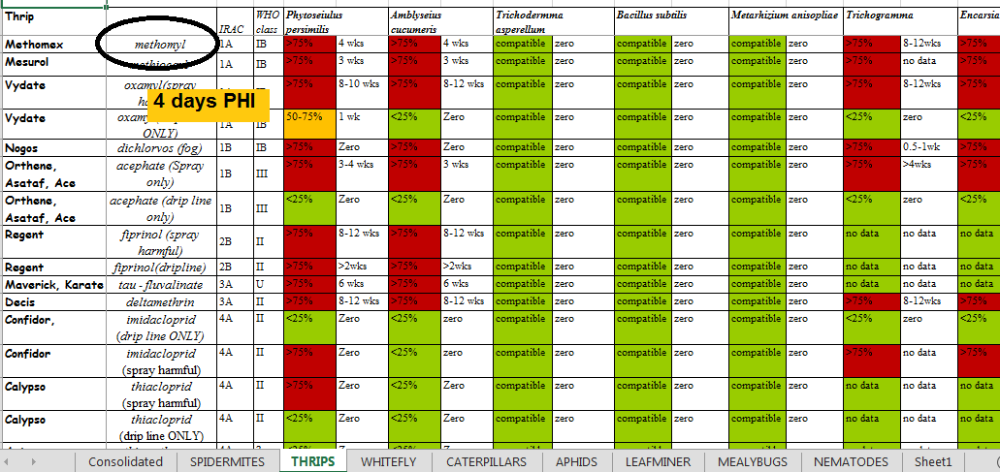 Thrip IRAC WHO class Phytoseiulus persimilis Amblyseius cucumeris Trichodermma asperellum Bacillus subtilis Metarhizium anisopliae Trichogramma Encarsia
Methomex methomyl 1A IB >75% 4 wks >75% 4 wks compatible zero compatible zero compatible zero >75% 8-12wks >75%
Mesurol 1A IB >75% 3 wks >75% 3 wks compatible zero compatible zero compatible zero >75% no data >75%
Vydate oxamyl(spray >75% 8-10 wks >75% 8-12 wks compatible zero compatible zero compatible zero >75% 8-12wks >75%
4 days PHI
Vydate ONLY) 1A IB 50-75% 1 wk <25% Zero compatible zero compatible zero compatible zero <25% zero <25%
Nogos dichlorvos (fog) 1B IB >75% Zero >75% Zero compatible zero compatible zero compatible zero >75% 0.5-1wk >75%
Orthene, Asataf, Ace acephate (Spray only) 1B III >75% 3-4 wks >75% 3 wks compatible zero compatible zero compatible zero >75% >4wks >75%
Orthene, Asataf, Ace acephate (drip line only) 1B III <25% Zero <25% Zero compatible zero compatible zero compatible zero <25% zero <25%
Regent fiprinol (spray harmful) 2B II >75% 8-12 wks >75% 8-12 wks compatible zero compatible zero compatible zero no data no data no data
Regent fiprinol(dripline) 2B II >75% >2wks >75% >2wks compatible zero compatible zero compatible zero no data no data no data
Maverick, Karate tau - fluvalinate 3A U >75% 6 wks >75% 6 wks compatible zero compatible zero compatible zero no data no data no data
Decis deltamethrin 3A II >75% 8-12 wks >75% 8-12 wks compatible zero compatible zero compatible zero >75% 8-12wks >75%
Confidor, imidacloprid (drip line ONLY) 4A II <25% Zero <25% zero compatible zero compatible zero compatible zero <25% zero <25%
Confidor imidacloprid (spray harmful) 4A II >75% Zero <25% zero compatible zero compatible zero compatible zero >75% no data >75%
Calypso thiacloprid (spray harmful) 4A II >75% Zero <25% Zero compatible zero compatible zero compatible zero no data no data no data
Calypso thiacloprid (drip line ONLY) 4A II <25% Zero <25% Zero compatible zero compatible zero compatible zero no data no data no data
Consolidated SPIDERMITES THRIPS WHITEFLY CATERPILLARS APHIDS LEAFMINER MEALYBUGS NEMATODES Sheet1